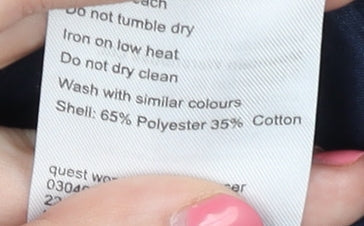 Do not tumble dry
Iron on low heat
Do not dry clean
Wash with similar colours
Shell: 65% Polyester 35% Cotton
quest